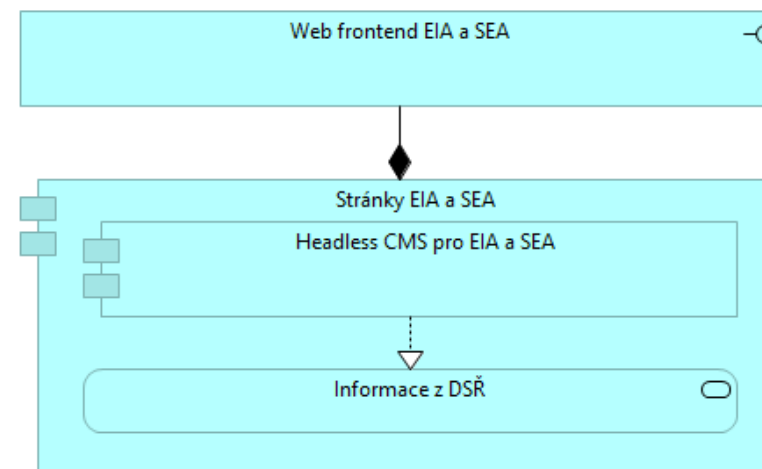 Web frontend EIA a SEA
Stránky EIA a SEA
Headless CMS pro EIA a SEA
Informace z DSŘ